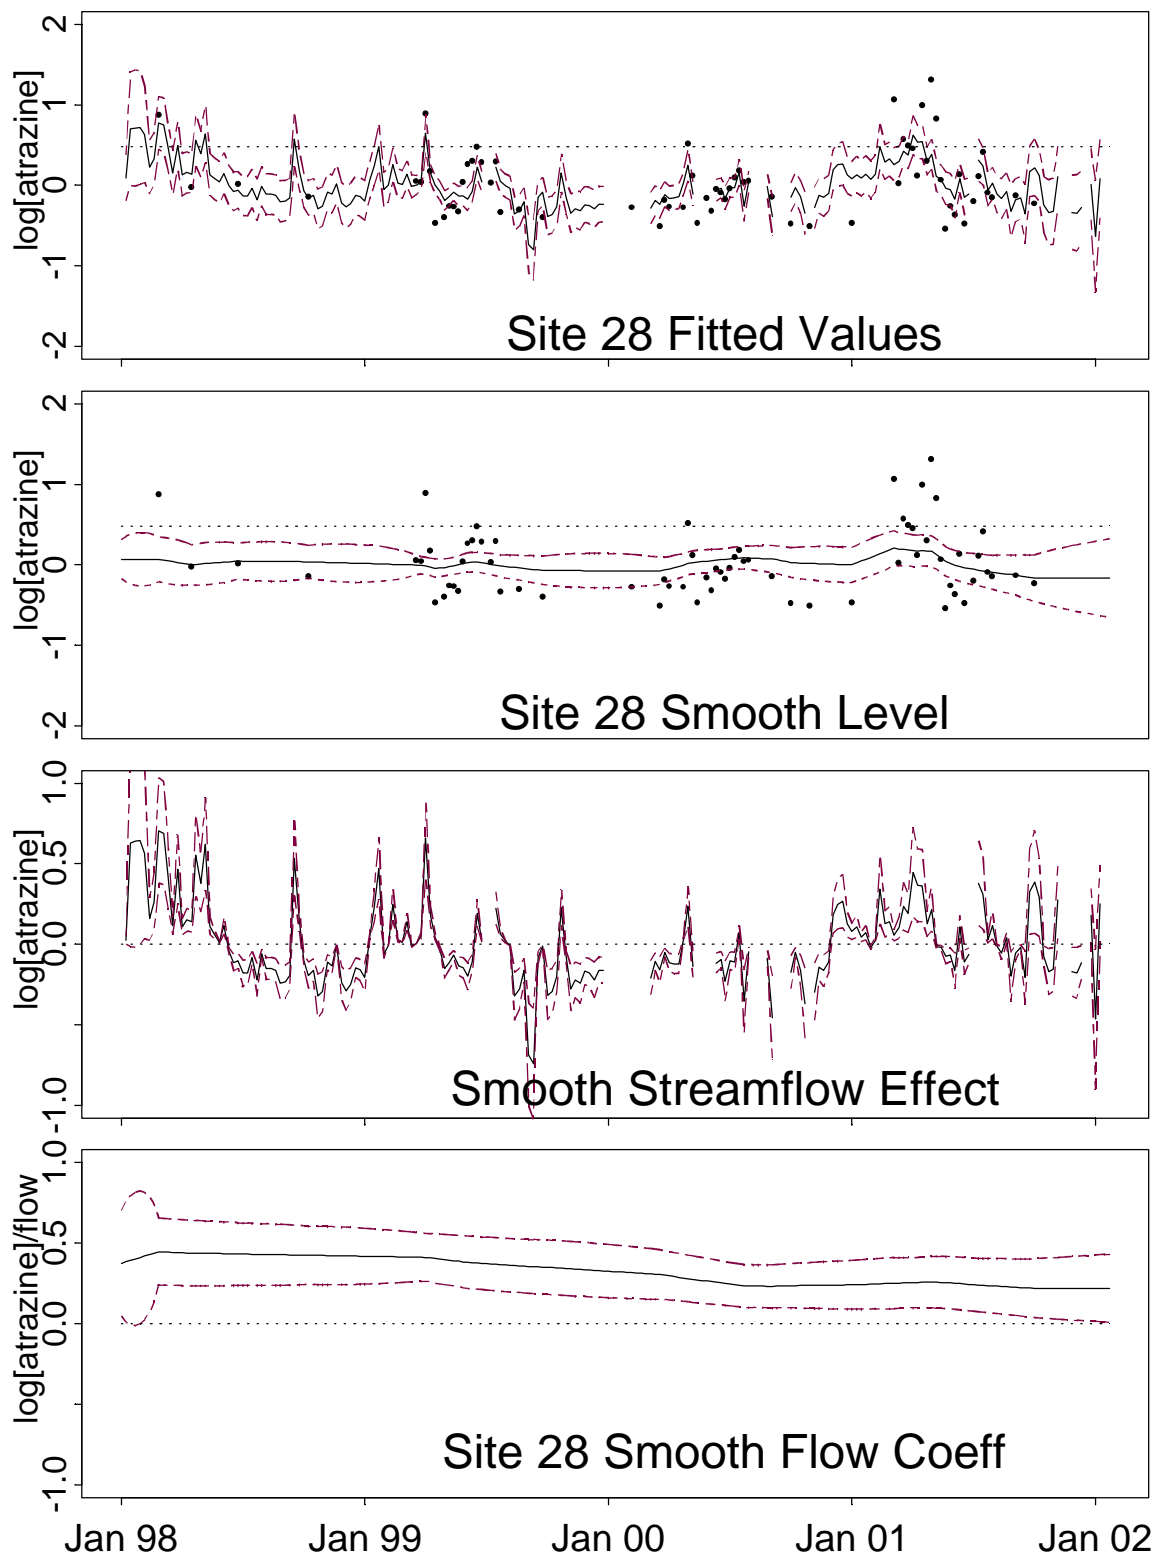 2
1
0
-1
-2
log[atrazine]
Site 28 Fitted Values
2
1
0
-1
-2
log[atrazine]
Site 28 Smooth Level
1.0
0.5
0.0
-1.0
log[atrazine]
Smooth Streamflow Effect
1.0
0.5
0.0
-1.0
log[atrazine]/flow
Site 28 Smooth Flow Coeff
Jan 98 Jan 99 Jan 00 Jan 01 Jan 02